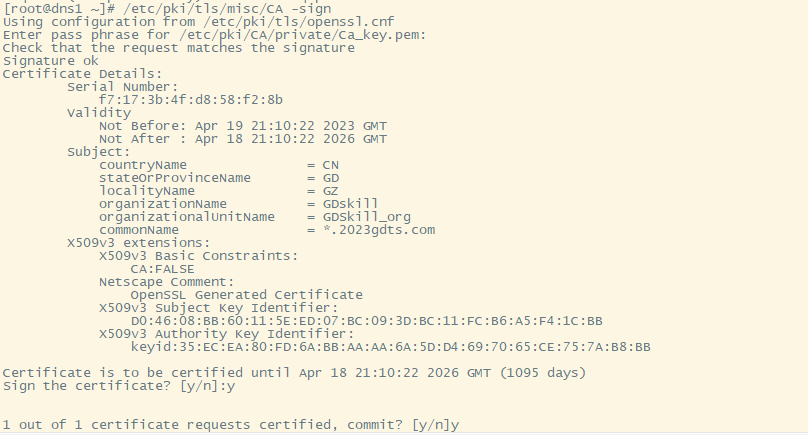 [root@dns1 ~]# /etc/pki/tls/misc/CA -sign
Using configuration from /etc/pki/tls/openssl.cnf
Enter pass phrase for /etc/pki/CA/private/Ca_key.pem:
Check that the request matches the signature
Signature ok
Certificate Details:
        Serial Number:
            f7:17:3b:4f:d8:58:f2:8b
        Validity
            Not Before: Apr 19 21:10:22 2023 GMT
            Not After : Apr 18 21:10:22 2026 GMT
        Subject:
            countryName               = CN
            stateOrProvinceName       = GD
            localityName              = GZ
            organizationName          = GDskill
            organizationalUnitName    = GDSkill_org
            commonName                = *.2023gdts.com
        X509v3 extensions:
            X509v3 Basic Constraints:
                CA:FALSE
            Netscape Comment:
                OpenSSL Generated Certificate
            X509v3 Subject Key Identifier:
                D0:46:08:BB:60:11:5E:ED:07:BC:09:3D:BC:11:FC:B6:A5:F4:1C:BB
            X509v3 Authority Key Identifier:
                keyid:35:EC:EA:80:FD:6A:BB:AA:AA:6A:5D:D4:69:70:65:CE:75:7A:B8:BB
Certificate is to be certified until Apr 18 21:10:22 2026 GMT (1095 days)
Sign the certificate? [y/n]:y
1 out of 1 certificate requests certified, commit? [y/n]y